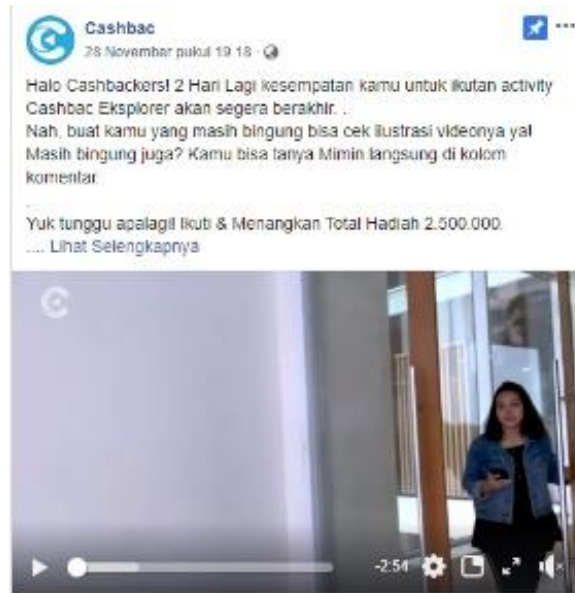 Cashbac
28 November pukul 19.18 ·
Halo Cashbackers! 2 Hari Lagi kesempatan kamu untuk ikutan activity
Cashbac Eksplorer akan segera berakhir. .
Nah, buat kamu yang masih bingung bisa cek ilustrasi videonya ya!
Masih bingung juga? Kamu bisa tanya Mimin langsung di kolom
komentar.
.
Yuk tunggu apalagi! Ikuti & Menangkan Total Hadiah 2.500.000.
.... Lihat Selengkapnya
-2:54